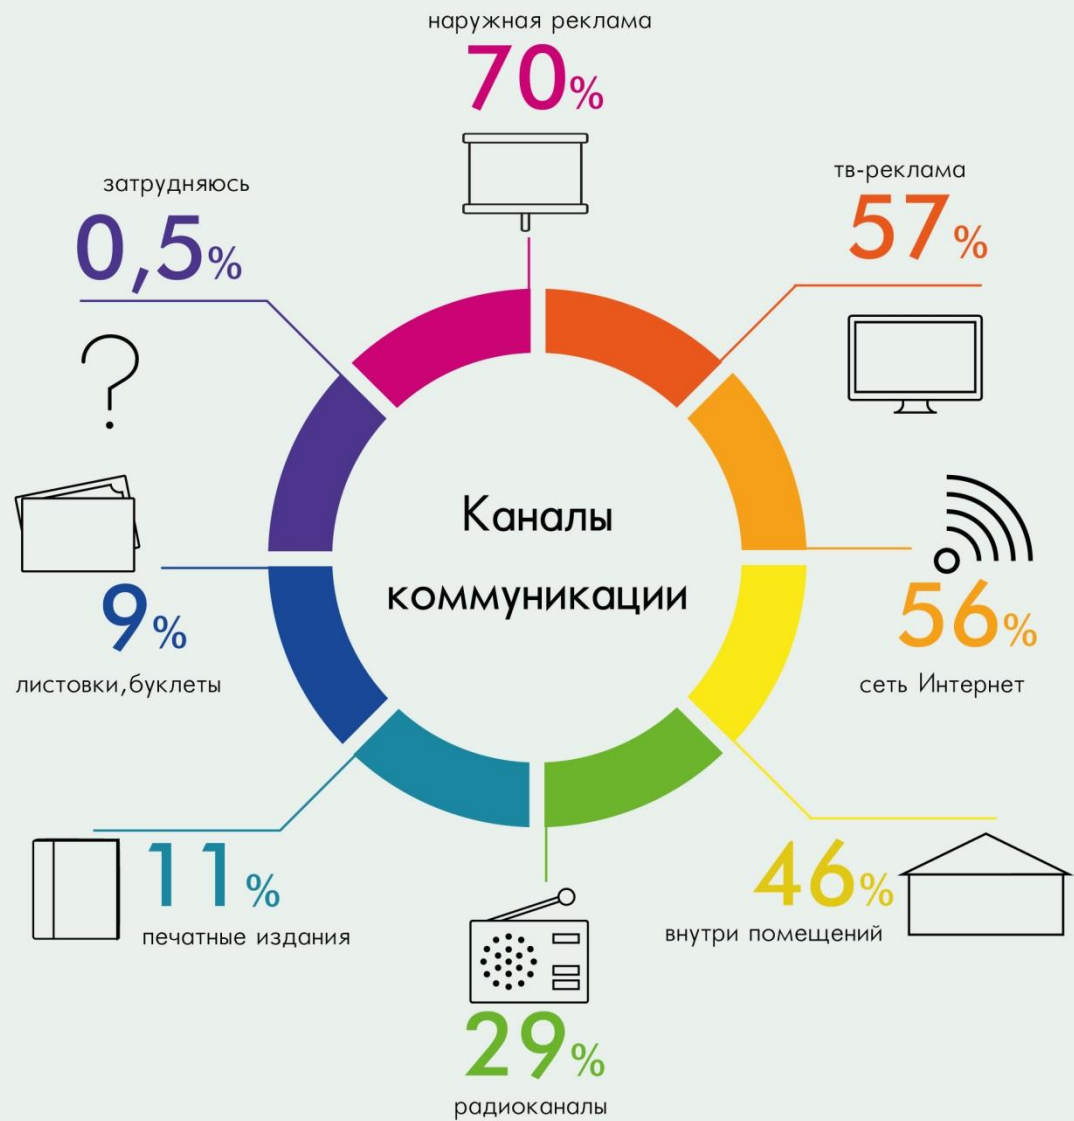 наружная реклама
70%
тв-реклама
57%
затрудняюсь
0,5%
Каналы
коммуникации
56%
сеть Интернет
9%
листовки,буклеты
46%
внутри помещений
11%
печатные издания
29%
радиоканалы